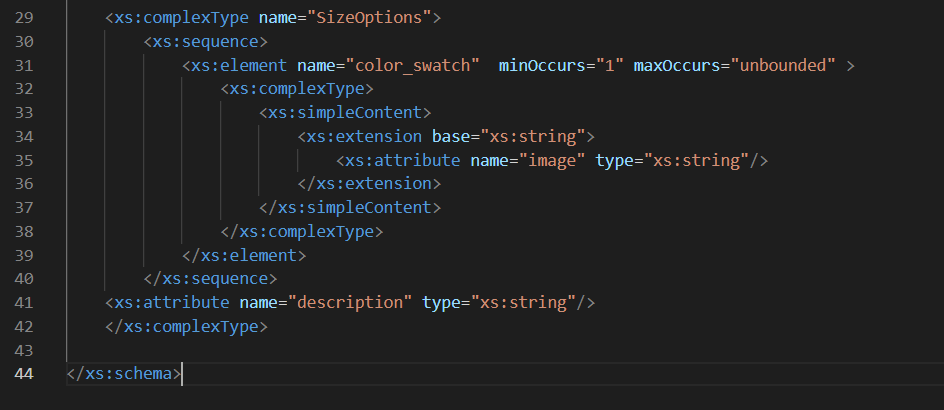 29 <xs:complexType name="SizeOptions">
30 <xs:sequence>
31 <xs:element name="color_swatch"  minOccurs="1" maxOccurs="unbounded" >
32 <xs:complexType>
33 <xs:simpleContent>
34 <xs:extension base="xs:string">
35 <xs:attribute name="image" type="xs:string"/>
36 </xs:extension>
37 </xs:simpleContent>
38 </xs:complexType>
39 </xs:element>
40 </xs:sequence>
41 <xs:attribute name="description" type="xs:string"/>
42 </xs:complexType>
43
44 </xs:schema>